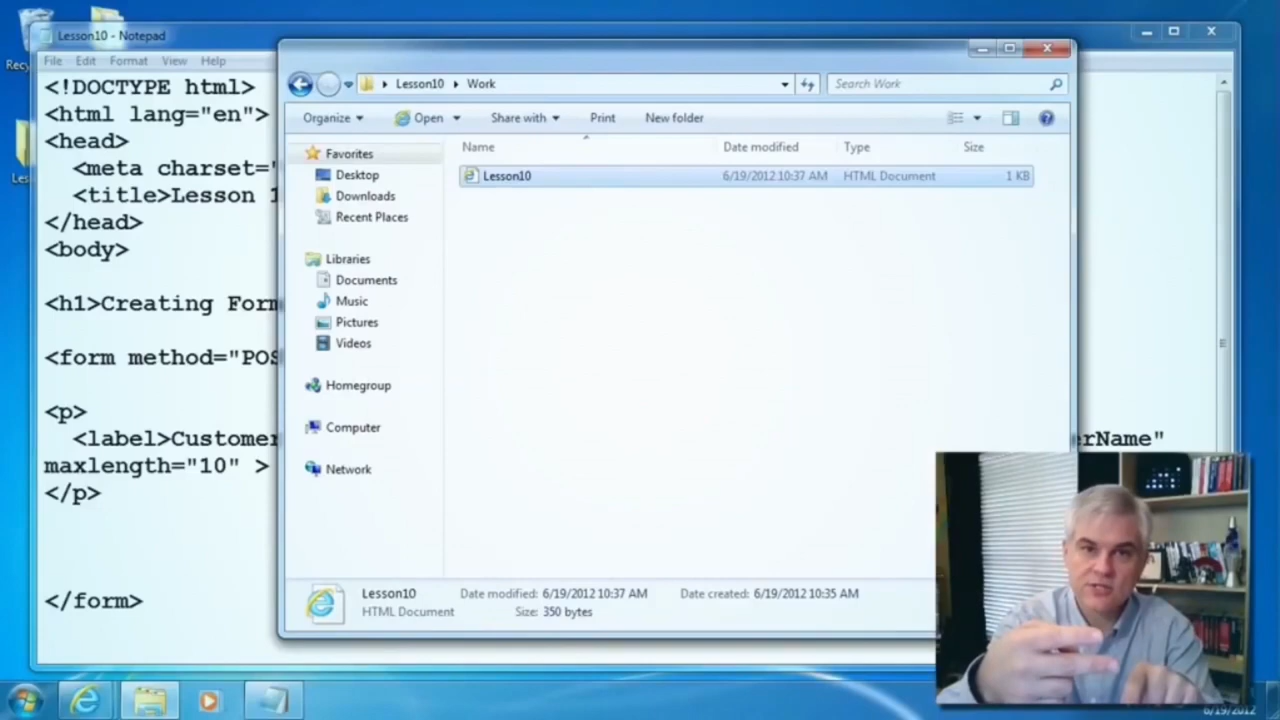 Lesson10 - Notepad
File Edit Format View Help
<!DOCTYPE html>
<html lang="en">
<head>
<meta charset="
<title>Lesson
</head>
<body>
<h1>Creating Form
<form method="POS
<p>
<label>Customer
erName"
maxlength="10" >
</p>
</form>
Lesson10 Work
Search Work
Organize Open Share with Print New folder
Name Date modified Type Size
Lesson10 6/19/2012 10:37 AM HTML Document 1 KB
Favorites
Desktop
Downloads
Recent Places
Libraries
Documents
Music
Pictures
Videos
Homegroup
Computer
Network
Lesson10 Date modified: 6/19/2012 10:37 AM Date created: 6/19/2012 10:35 AM
HTML Document Size: 350 bytes
6/19/2012